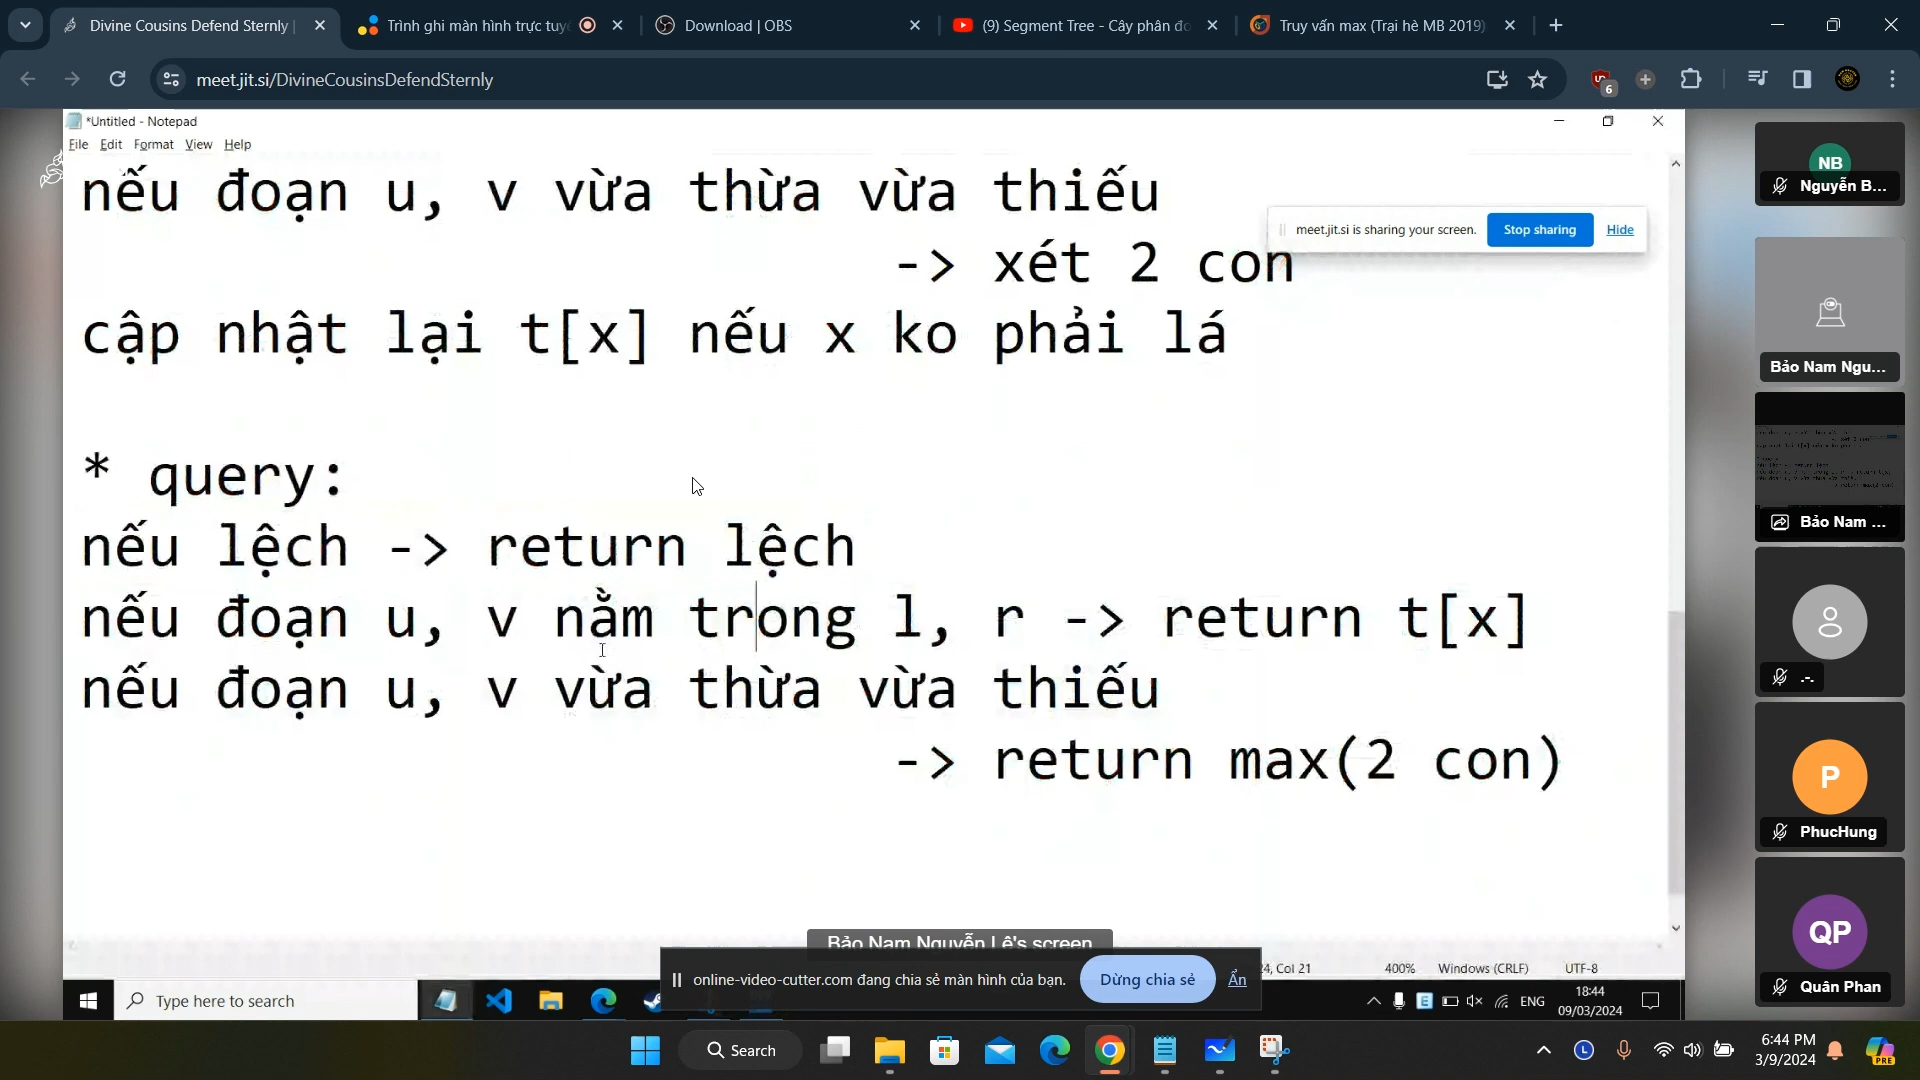 Divine Cousins Defend Sternly |
Trình ghi màn hình trực tuyế
Download | OBS
(9) Segment Tree - Cây phân đo
Truy vấn max (Trại hè MB 2019)
meet.jit.si/DivineCousinsDefendSternly
6
*Untitled - Notepad
File Edit Format View Help
nếu đoạn u, v vừa thừa vừa thiếu
-> xét 2 con
cập nhật lại t[x] nếu x ko phải lá
* query:
nếu lệch -> return lệch
nếu đoạn u, v nằm trong l, r -> return t[x]
nếu đoạn u, v vừa thừa vừa thiếu
-> return max(2 con)
meet.jit.si is sharing your screen.
Stop sharing
Hide
NB
Nguyễn B...
Bảo Nam Ngu...
Bảo Nam ...
.-.
P
PhucHung
QP
Quân Phan
Bảo Nam Nguyễn Lê's screen
online-video-cutter.com đang chia sẻ màn hình của bạn.
Dừng chia sẻ
Ẩn
4, Col 21
400%
Windows (CRLF)
UTF-8
Type here to search
ENG
18:44
09/03/2024
Search
6:44 PM
3/9/2024
PRE